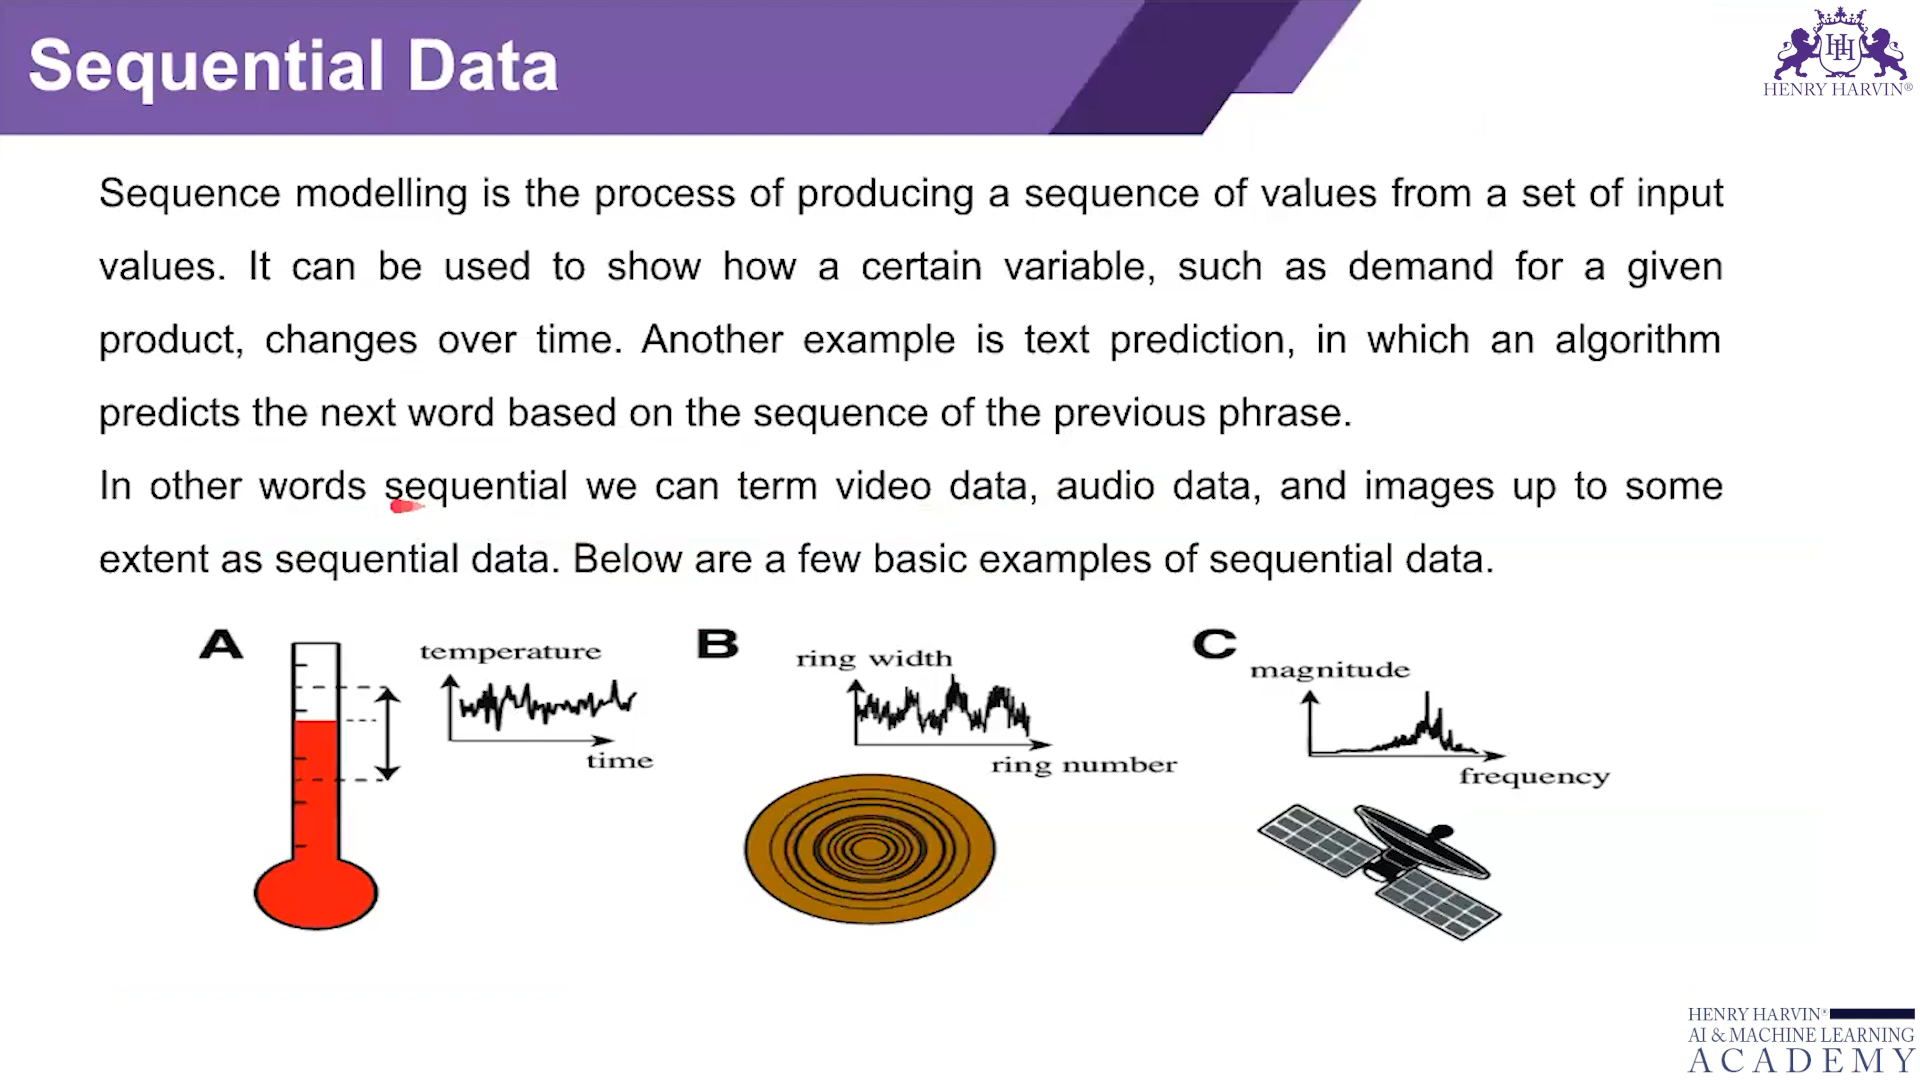 Sequential Data
HENRY HARVIN®
Sequence modelling is the process of producing a sequence of values from a set of input
values. It can be used to show how a certain variable, such as demand for a given
product, changes over time. Another example is text prediction, in which an algorithm
predicts the next word based on the sequence of the previous phrase.
In other words sequential we can term video data, audio data, and images up to some
extent as sequential data. Below are a few basic examples of sequential data.
A
temperature
time
B
ring width
ring number
C
magnitude
frequency
HENRY HARVIN®
AI & MACHINE LEARNING
ACADEMY